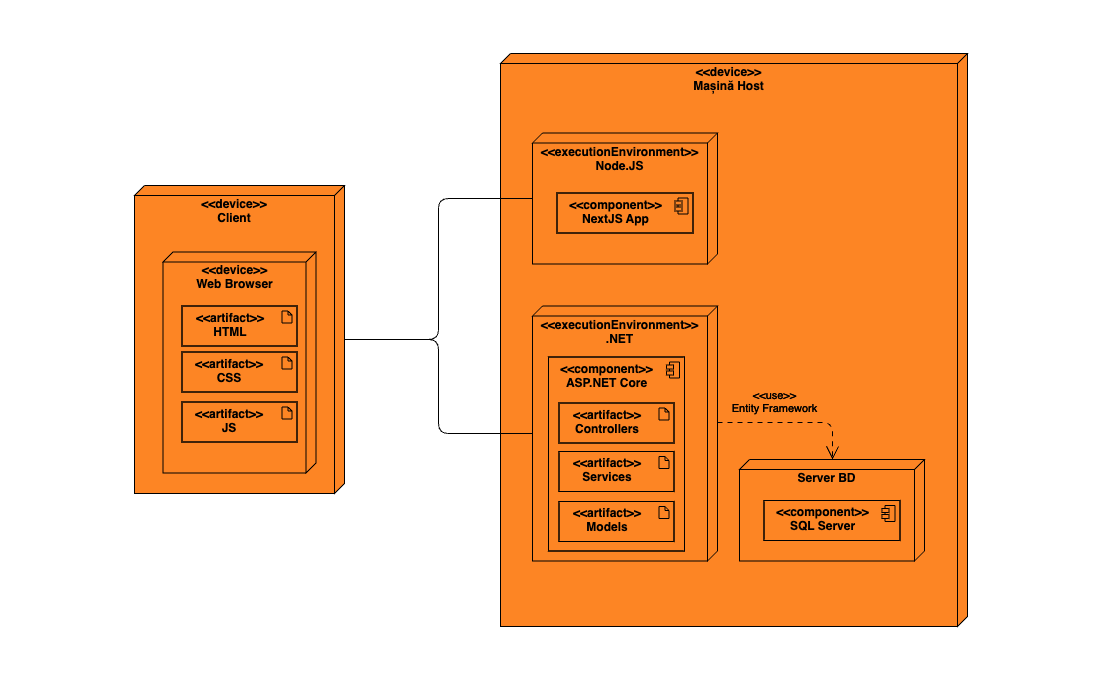 <<device>>
Client
<<device>>
Web Browser
<<artifact>>
HTML
<<artifact>>
CSS
<<artifact>>
JS
<<device>>
Mașină Host
<<executionEnvironment>>
Node.JS
<<component>>
NextJS App
<<executionEnvironment>>
.NET
<<component>>
ASP.NET Core
<<artifact>>
Controllers
<<artifact>>
Services
<<artifact>>
Models
<<use>>
Entity Framework
Server BD
<<component>>
SQL Server